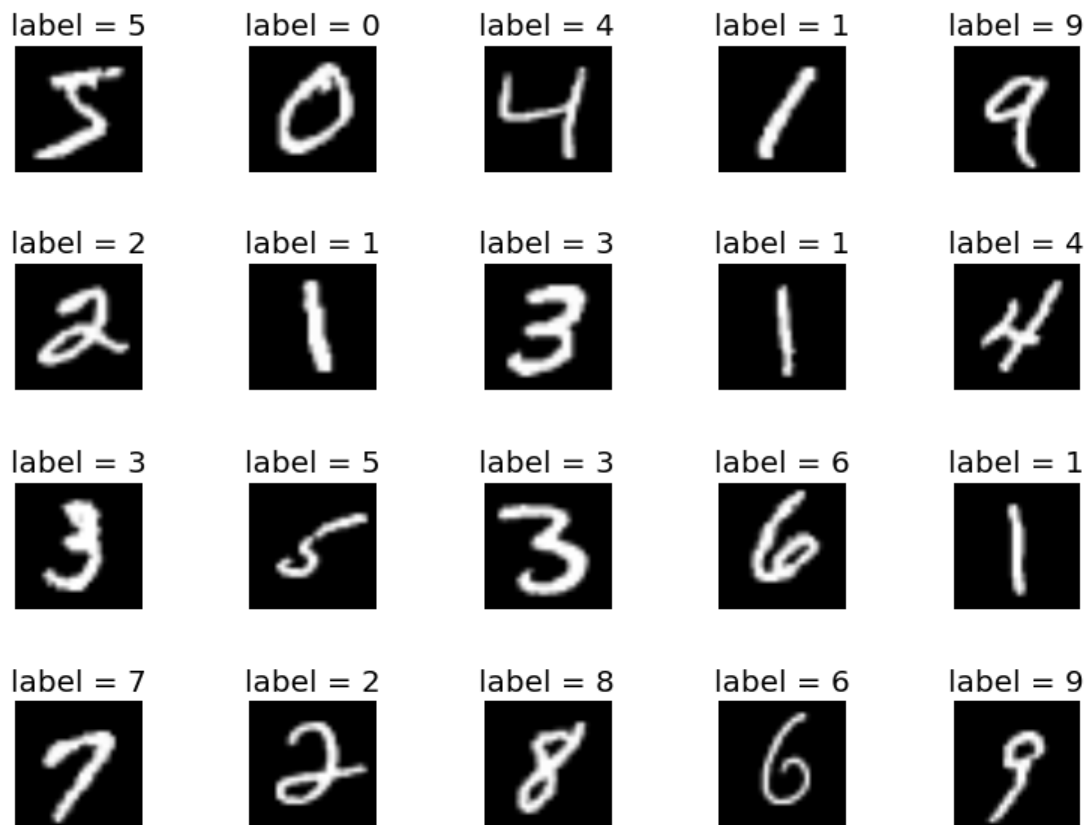 label = 5 label = 0 label = 4 label = 1 label = 9
5 0 4 1 9
label = 2 label = 1 label = 3 label = 1 label = 4
2 1 3 1 4
label = 3 label = 5 label = 3 label = 6 label = 1
3 5 3 6 1
label = 7 label = 2 label = 8 label = 6 label = 9
7 2 8 6 9